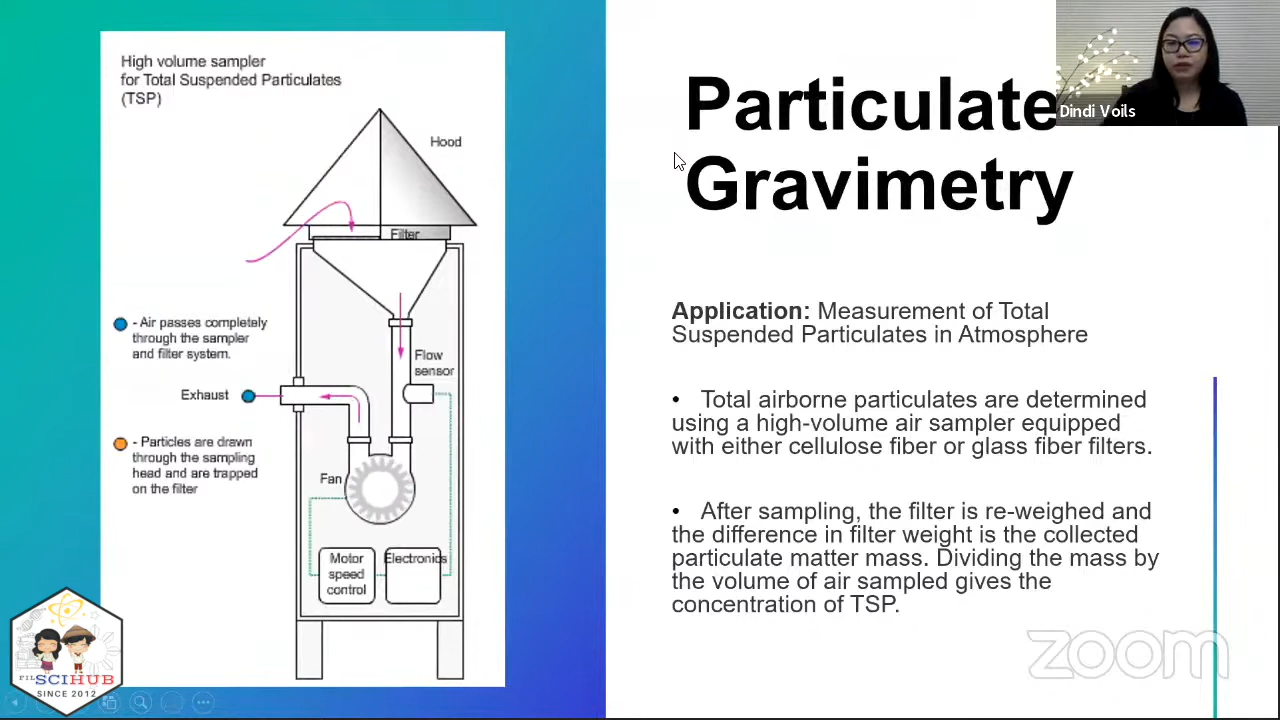 High volume sampler
for Total Suspended Particulates
(TSP)
Hood
Filter
- Air passes completely
through the sampler
and filter system.
Flow
sensor
Exhaust
- Particles are drawn
through the sampling
head and are trapped
on the filter
Fan
Motor
speed
control
Electronics
FIL SCIHUB
SINCE 2012
Particulate
Gravimetry
Dindi Voils
Application: Measurement of Total
Suspended Particulates in Atmosphere
• Total airborne particulates are determined
using a high-volume air sampler equipped
with either cellulose fiber or glass fiber filters.
• After sampling, the filter is re-weighed and
the difference in filter weight is the collected
particulate matter mass. Dividing the mass by
the volume of air sampled gives the
concentration of TSP.
zoom